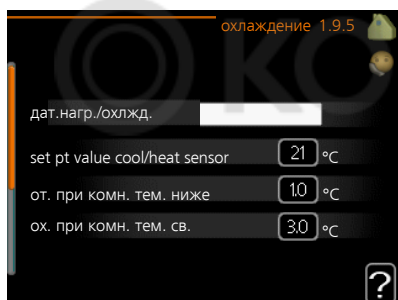 охлаждение 1.9.5
дат.нагр./охлжд.
set pt value cool/heat sensor 21 °C
от. при комн. тем. ниже 1.0 °C
ох. при комн. тем. св. 3.0 °C
?